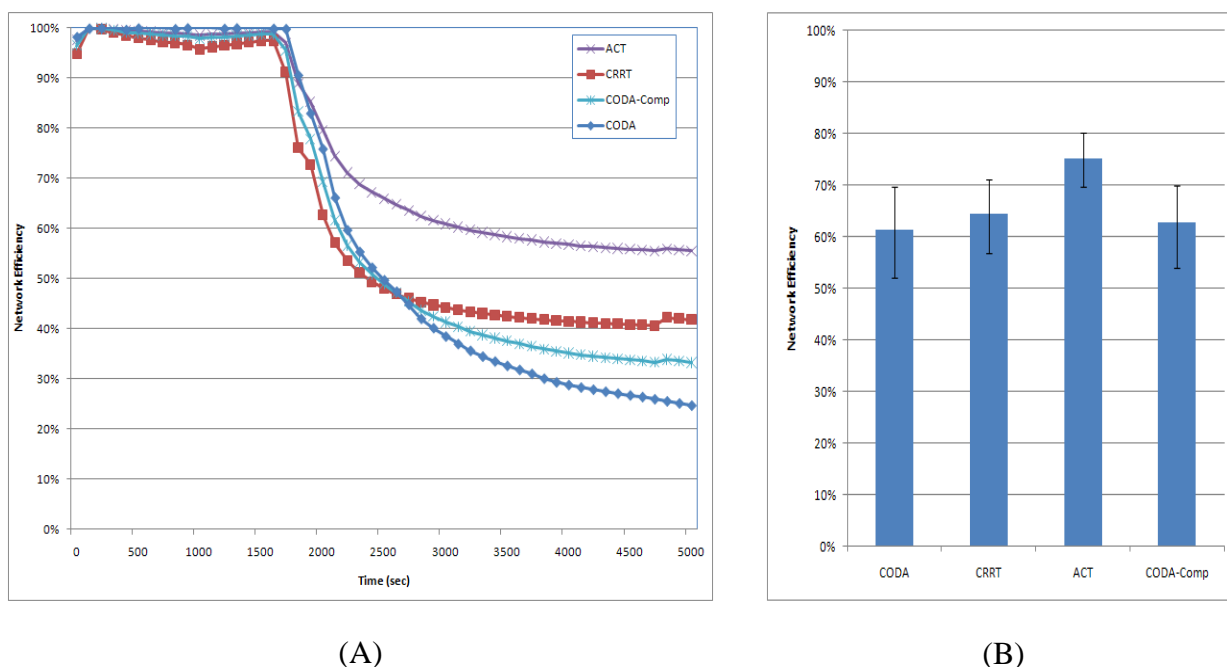 100%
90%
80%
70%
60%
50%
40%
30%
20%
10%
0%
Network Efficiency
0 500 1000 1500 2000 2500 3000 3500 4000 4500 5000
Time (sec)
ACT
CRRT
CODA-Comp
CODA
(A)
100%
90%
80%
70%
60%
50%
40%
30%
20%
10%
0%
Network Efficiency
CODA CRRT ACT CODA-Comp
(B)